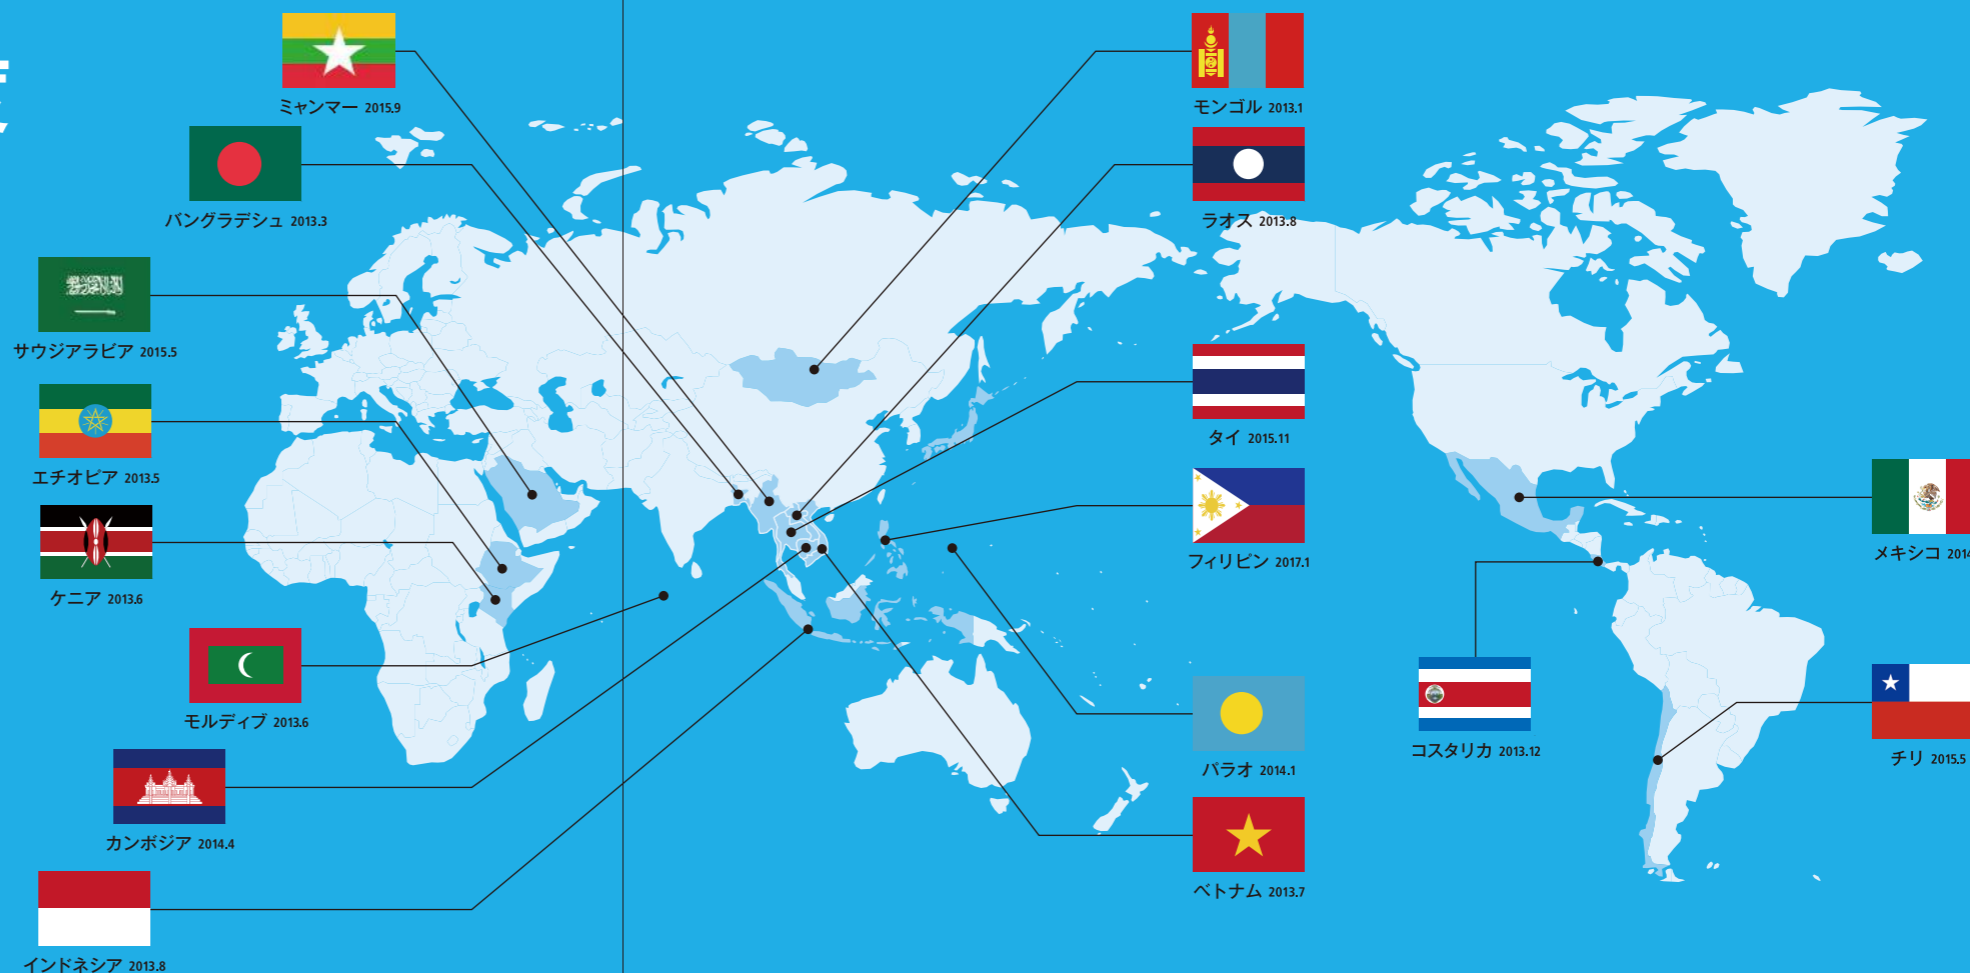 ミャンマー 2015.9
バングラデシュ 2013.3
サウジアラビア 2015.5
エチオピア 2013.5
ケニア 2013.6
モルディブ 2013.6
カンボジア 2014.4
インドネシア 2013.8
モンゴル 2013.1
ラオス 2013.8
タイ 2015.11
フィリピン 2017.1
パラオ 2014.1
ベトナム 2013.7
コスタリカ 2013.12
メキシコ 2014
チリ 2015.5